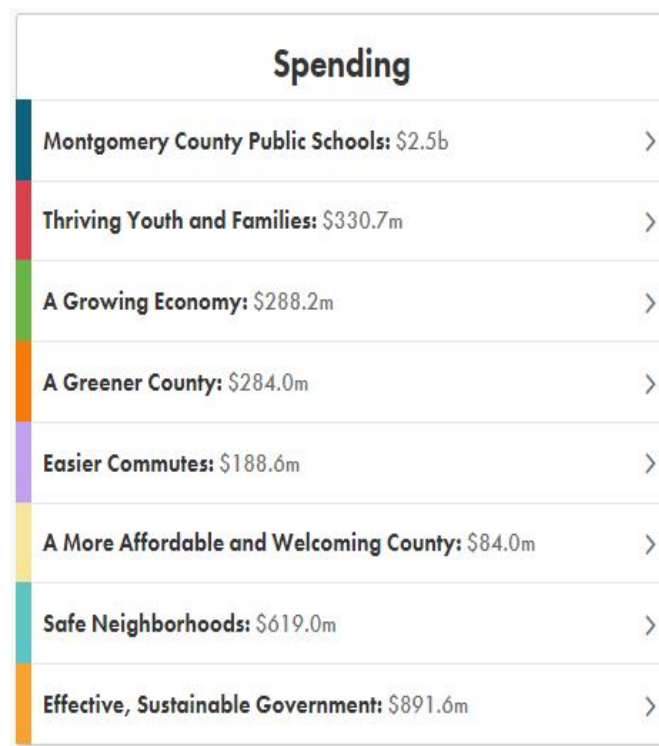 Spending
Montgomery County Public Schools: $2.5b
Thriving Youth and Families: $330.7m
A Growing Economy: $288.2m
A Greener County: $284.0m
Easier Commutes: $188.6m
A More Affordable and Welcoming County: $84.0m
Safe Neighborhoods: $619.0m
Effective, Sustainable Government: $891.6m